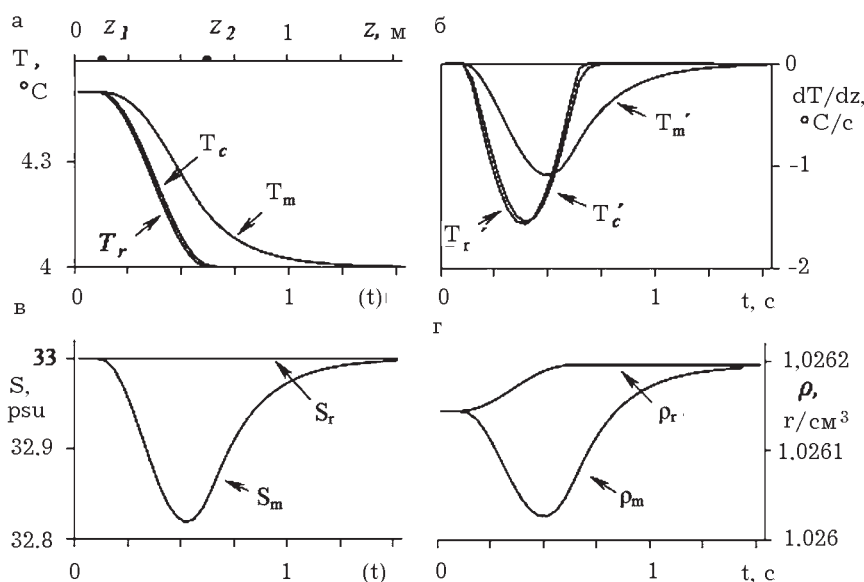 а
0 z1 z2 1 z, м
T,
°C
Tc
Tm
Tr
4.3
4
0 1 (t)
б
0
dT/dz,
°C/c
Tm′
-1
Tc′
Tr′
-2
0 1 t, c
в
33
S,
psu
Sr
32.9
Sm
32.8
0 1 (t)
г
1,0262
ρ,
г/см³
ρr
1.0261
ρm
1.026
0 1 t, c